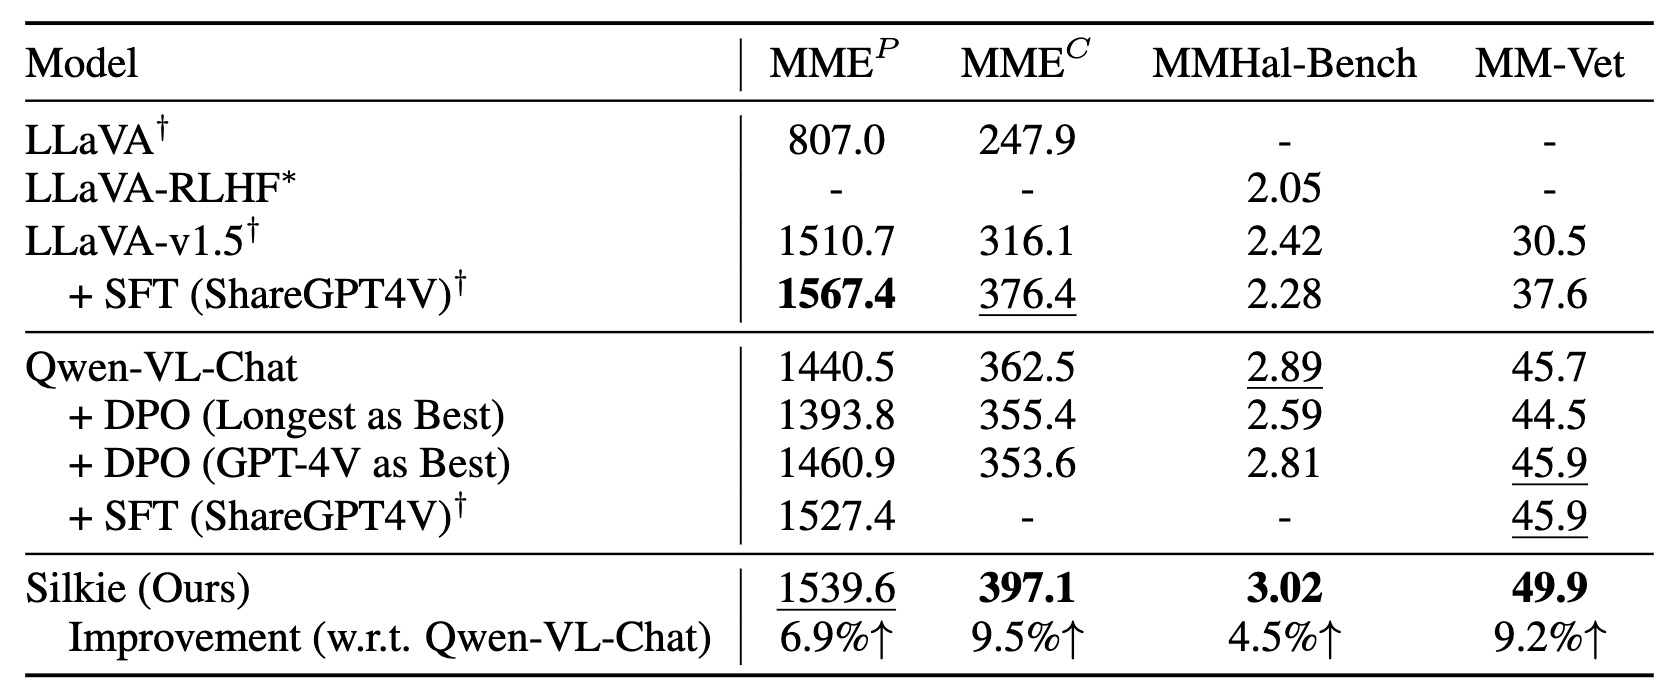 Model MME^P MME^C MMHal-Bench MM-Vet
LLaVA† 807.0 247.9 - -
LLaVA-RLHF* - - 2.05 -
LLaVA-v1.5† 1510.7 316.1 2.42 30.5
+ SFT (ShareGPT4V)† 1567.4 376.4 2.28 37.6
Qwen-VL-Chat 1440.5 362.5 2.89 45.7
+ DPO (Longest as Best) 1393.8 355.4 2.59 44.5
+ DPO (GPT-4V as Best) 1460.9 353.6 2.81 45.9
+ SFT (ShareGPT4V)† 1527.4 - - 45.9
Silkie (Ours) 1539.6 397.1 3.02 49.9
Improvement (w.r.t. Qwen-VL-Chat) 6.9%↑ 9.5%↑ 4.5%↑ 9.2%↑